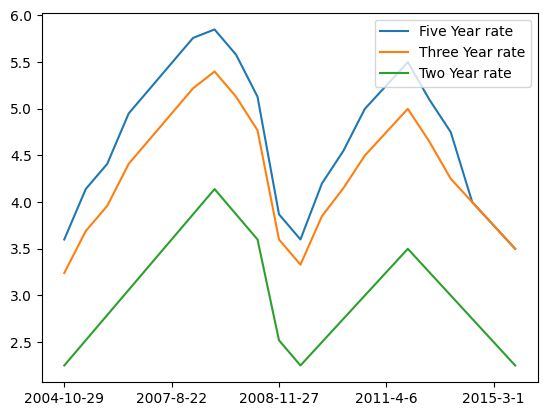 6.0
5.5
5.0
4.5
4.0
3.5
3.0
2.5
Five Year rate
Three Year rate
Two Year rate
2004-10-29 2007-8-22 2008-11-27 2011-4-6 2015-3-1